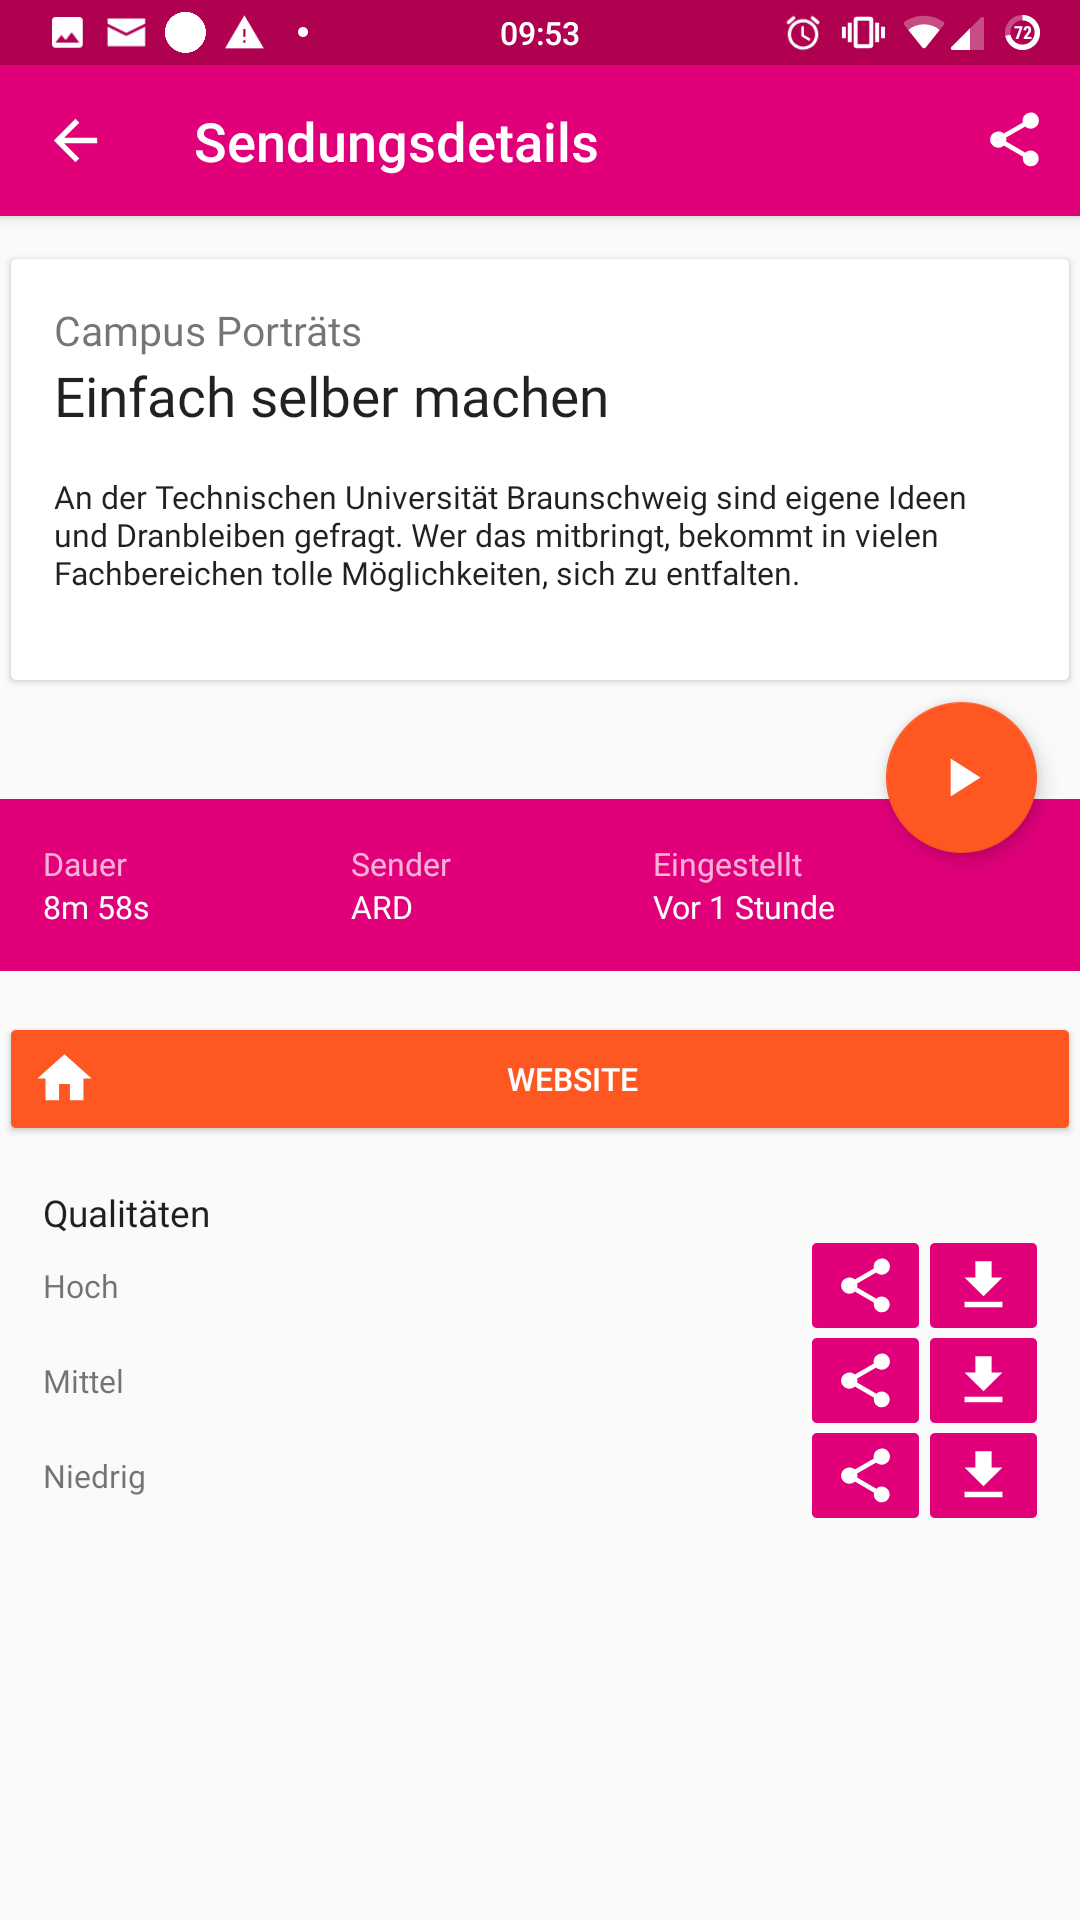 09:53
72
Sendungsdetails
Campus Porträts
Einfach selber machen
An der Technischen Universität Braunschweig sind eigene Ideen
und Dranbleiben gefragt. Wer das mitbringt, bekommt in vielen
Fachbereichen tolle Möglichkeiten, sich zu entfalten.
Dauer Sender Eingestellt
8m 58s ARD Vor 1 Stunde
WEBSITE
Qualitäten
Hoch
Mittel
Niedrig